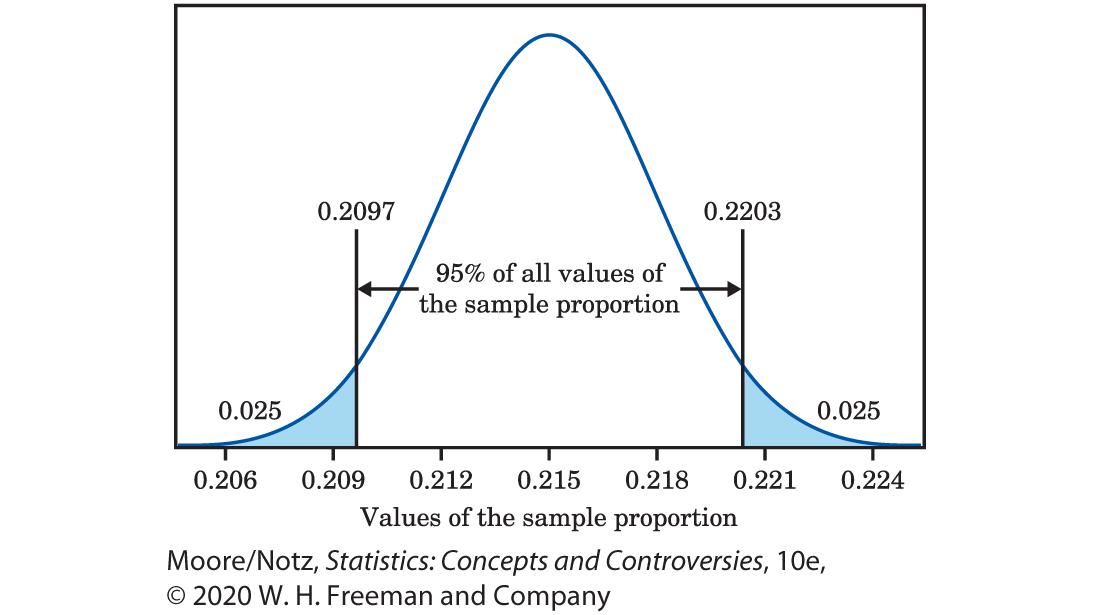 0.2097
0.2203
95% of all values of
the sample proportion
0.025
0.025
0.206 0.209 0.212 0.215 0.218 0.221 0.224
Values of the sample proportion
Moore/Notz, Statistics: Concepts and Controversies, 10e,
© 2020 W. H. Freeman and Company